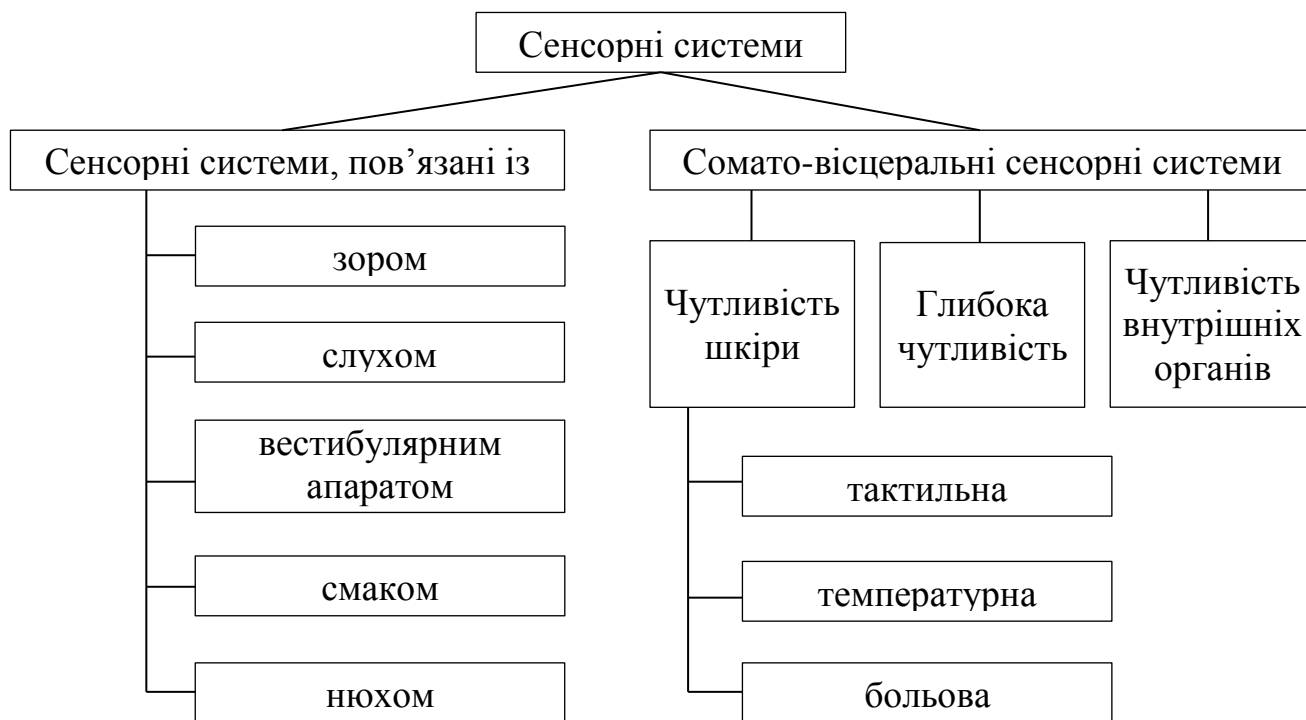 Сенсорні системи
Сенсорні системи, пов’язані із
зором
слухом
вестибулярним
апаратом
смаком
нюхом
Сомато-вісцеральні сенсорні системи
Чутливість
шкіри
Глибока
чутливість
Чутливість
внутрішніх
органів
тактильна
температурна
больова